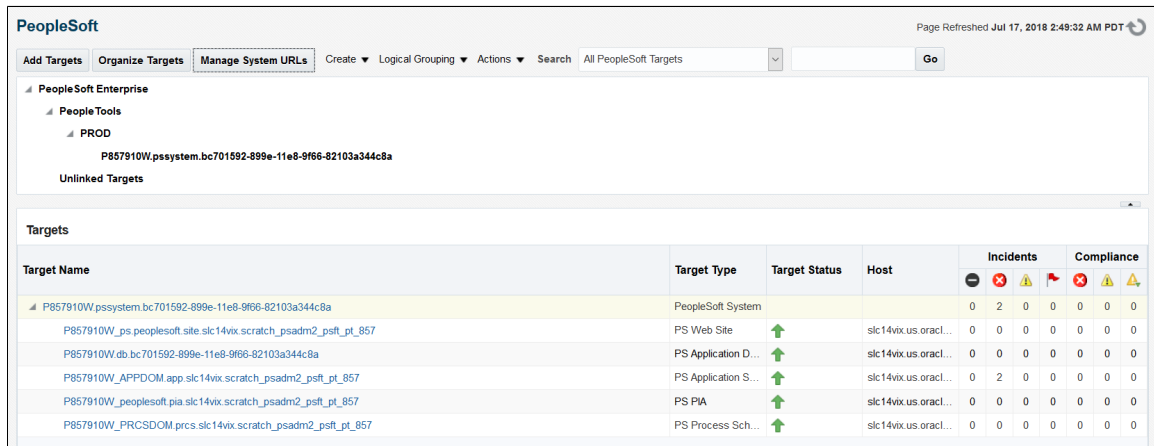 PeopleSoft
Page Refreshed Jul 17, 2018 2:49:32 AM PDT
Add Targets Organize Targets Manage System URLs Create Logical Grouping Actions Search All PeopleSoft Targets Go
PeopleSoft Enterprise
PeopleTools
PROD
P857910W.pssystem.bc701592-899e-11e8-9f66-82103a344c8a
Unlinked Targets
Targets
Incidents Compliance
Target Name Target Type Target Status Host
P857910W.pssystem.bc701592-899e-11e8-9f66-82103a344c8a PeopleSoft System 0 2 0 0 0 0 0
P857910W_ps.peoplesoft.site.slc14vix.scratch_psadm2_psft_pt_857 PS Web Site slc14vix.us.oracl... 0 0 0 0 0 0 0
P857910W.db.bc701592-899e-11e8-9f66-82103a344c8a PS Application D... slc14vix.us.oracl... 0 0 0 0 0 0 0
P857910W_APPDOM.app.slc14vix.scratch_psadm2_psft_pt_857 PS Application S... slc14vix.us.oracl... 0 2 0 0 0 0 0
P857910W_peoplesoft.pia.slc14vix.scratch_psadm2_psft_pt_857 PS PIA slc14vix.us.oracl... 0 0 0 0 0 0 0
P857910W_PRCSDOM.prcs.slc14vix.scratch_psadm2_psft_pt_857 PS Process Sch... slc14vix.us.oracl... 0 0 0 0 0 0 0